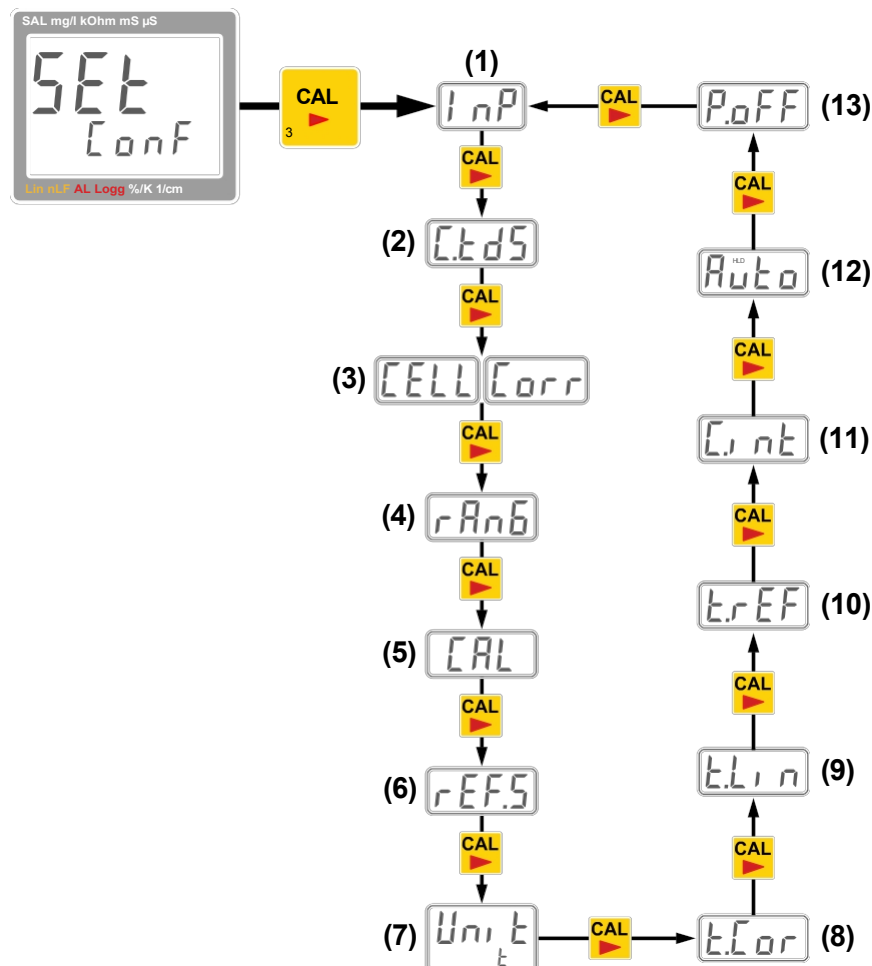 SAL mg/l kOhm mS µS
SEt
ConF
Lin nLF AL Logg %/K 1/cm
CAL
3
(1)
InP
CAL
P.oFF
(13)
CAL
CAL
(2)
C.tdS
HLD
Auto
(12)
CAL
CAL
(3)
CELL Corr
C.int
(11)
CAL
CAL
(4)
rAnG
t.rEF
(10)
CAL
CAL
(5)
CAL
t.Lin
(9)
CAL
(6)
rEF.S
CAL
CAL
(7)
Unit
t
CAL
t.Cor
(8)